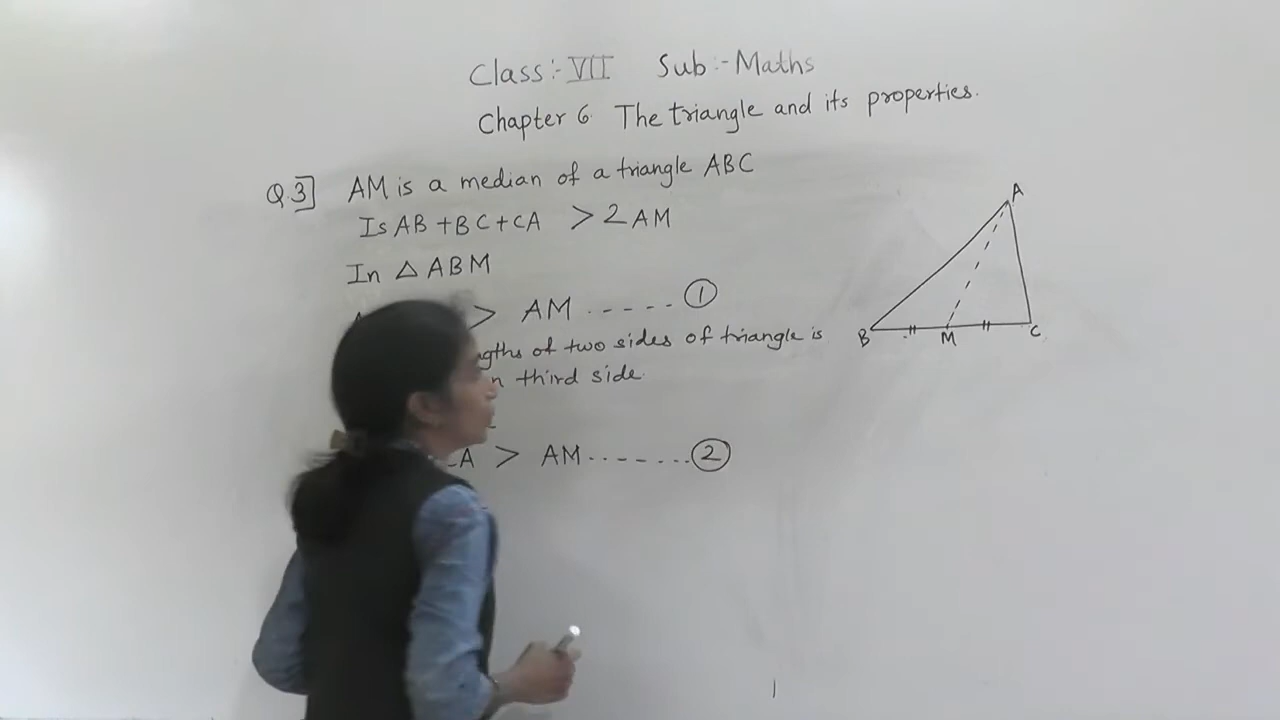 Class:- VII Sub:- Maths
Chapter 6 The triangle and its properties.
Q.3] AM is a median of a triangle ABC
Is AB + BC + CA > 2 AM
In △ ABM
> AM ------ ①
of two sides of triangle is
third side.
> AM ------- ②
A
B
M
C